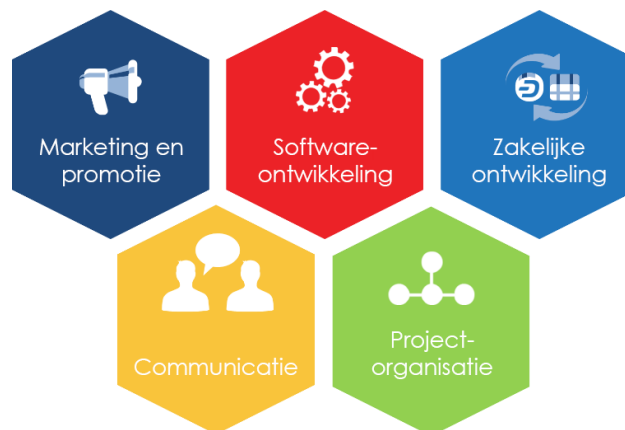 Marketing en
promotie
Software-
ontwikkeling
Zakelijke
ontwikkeling
Communicatie
Project-
organisatie